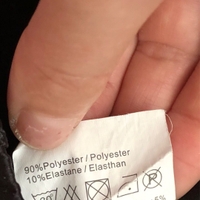 90%Polyester / Polyester
10%Elastane / Elasthan